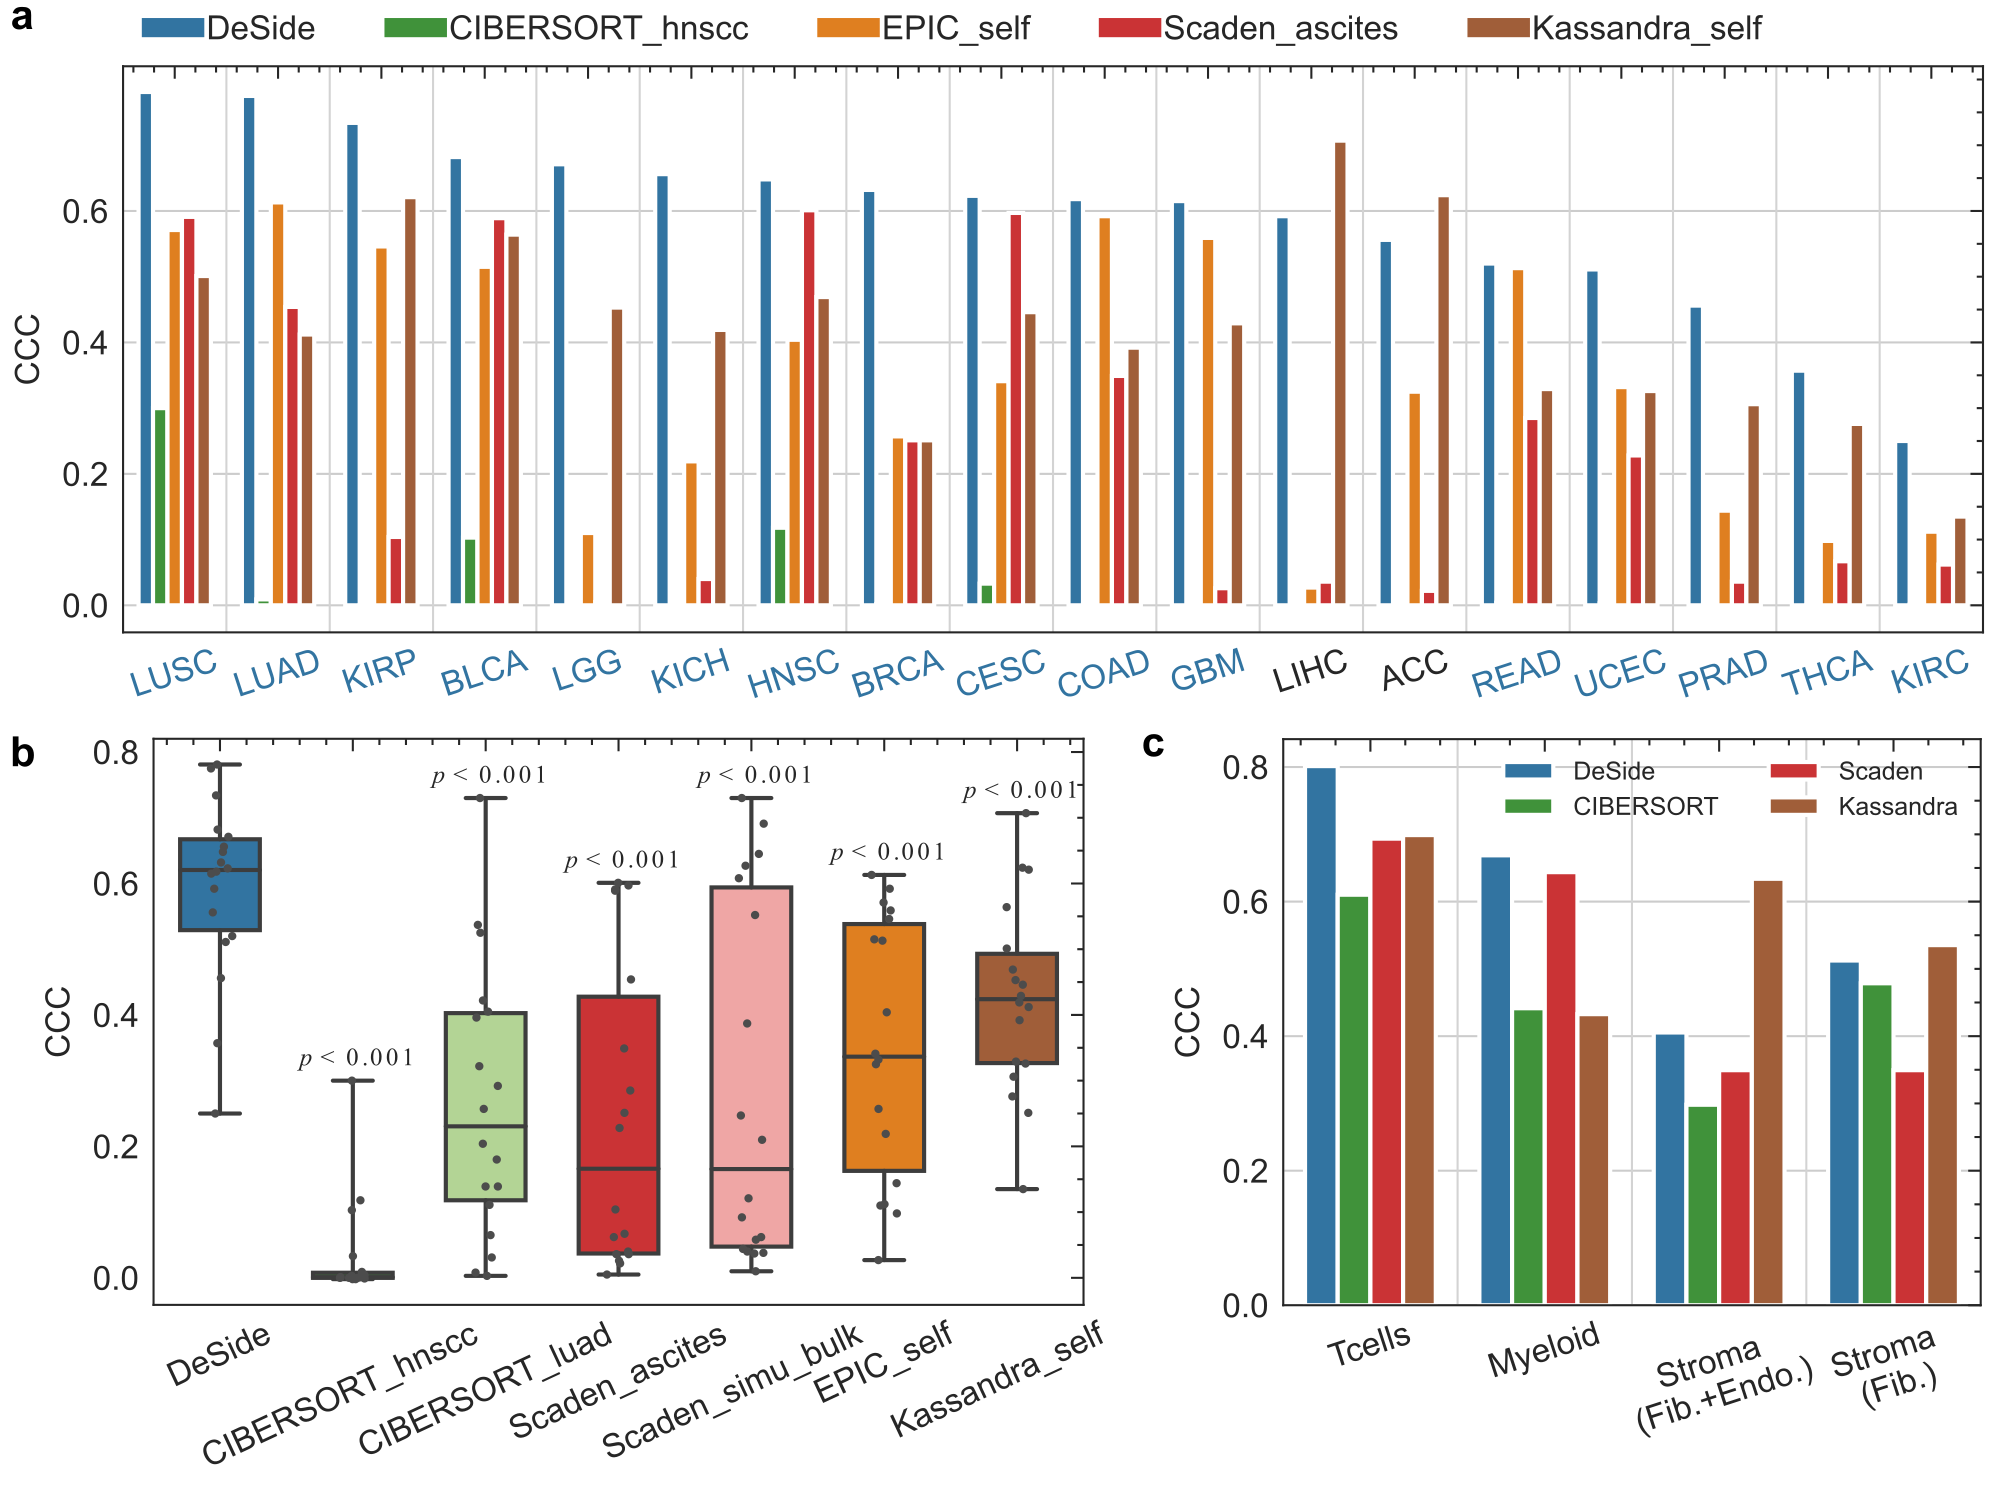 a
DeSide CIBERSORT_hnscc EPIC_self Scaden_ascites Kassandra_self
CCC
0.6
0.4
0.2
0.0
LUSC LUAD KIRP BLCA LGG KICH HNSC BRCA CESC COAD GBM LIHC ACC READ UCEC PRAD THCA KIRC
b
CCC
0.8
0.6
0.4
0.2
0.0
p < 0.001
p < 0.001
p < 0.001
p < 0.001
p < 0.001
p < 0.001
DeSide CIBERSORT_hnscc CIBERSORT_luad Scaden_ascites Scaden_simu_bulk EPIC_self Kassandra_self
c
CCC
0.8
0.6
0.4
0.2
0.0
DeSide Scaden
CIBERSORT Kassandra
Tcells Myeloid Stroma Stroma
(Fib.+Endo.) (Fib.)